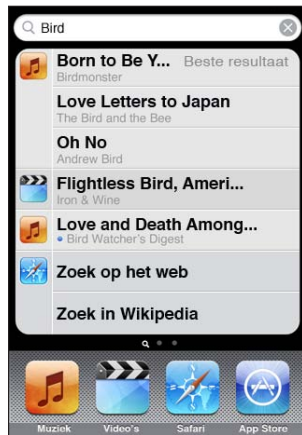 Bird
Born to Be Y... Beste resultaat
Birdmonster
Love Letters to Japan
The Bird and the Bee
Oh No
Andrew Bird
Flightless Bird, Ameri...
Iron & Wine
Love and Death Among...
Bird Watcher's Digest
Zoek op het web
Zoek in Wikipedia
Muziek Video's Safari App Store